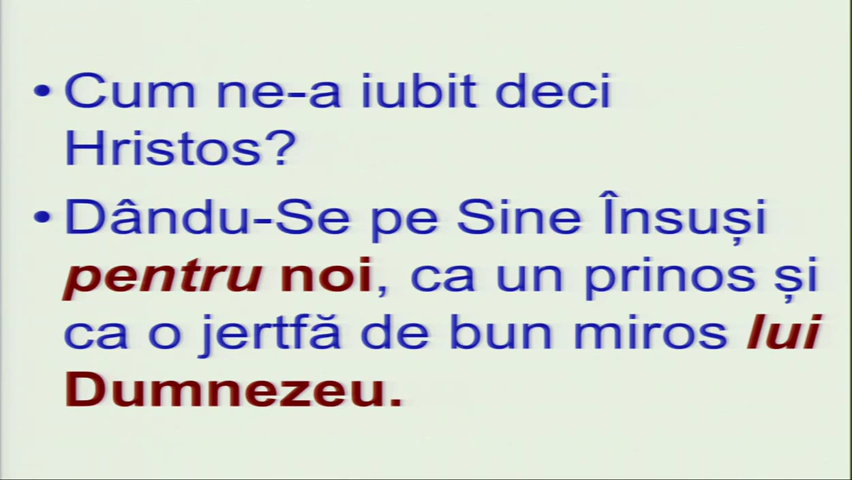 • Cum ne-a iubit deci
Hristos?
• Dându-Se pe Sine Însuși
pentru noi, ca un prinos și
ca o jertfă de bun miros lui
Dumnezeu.